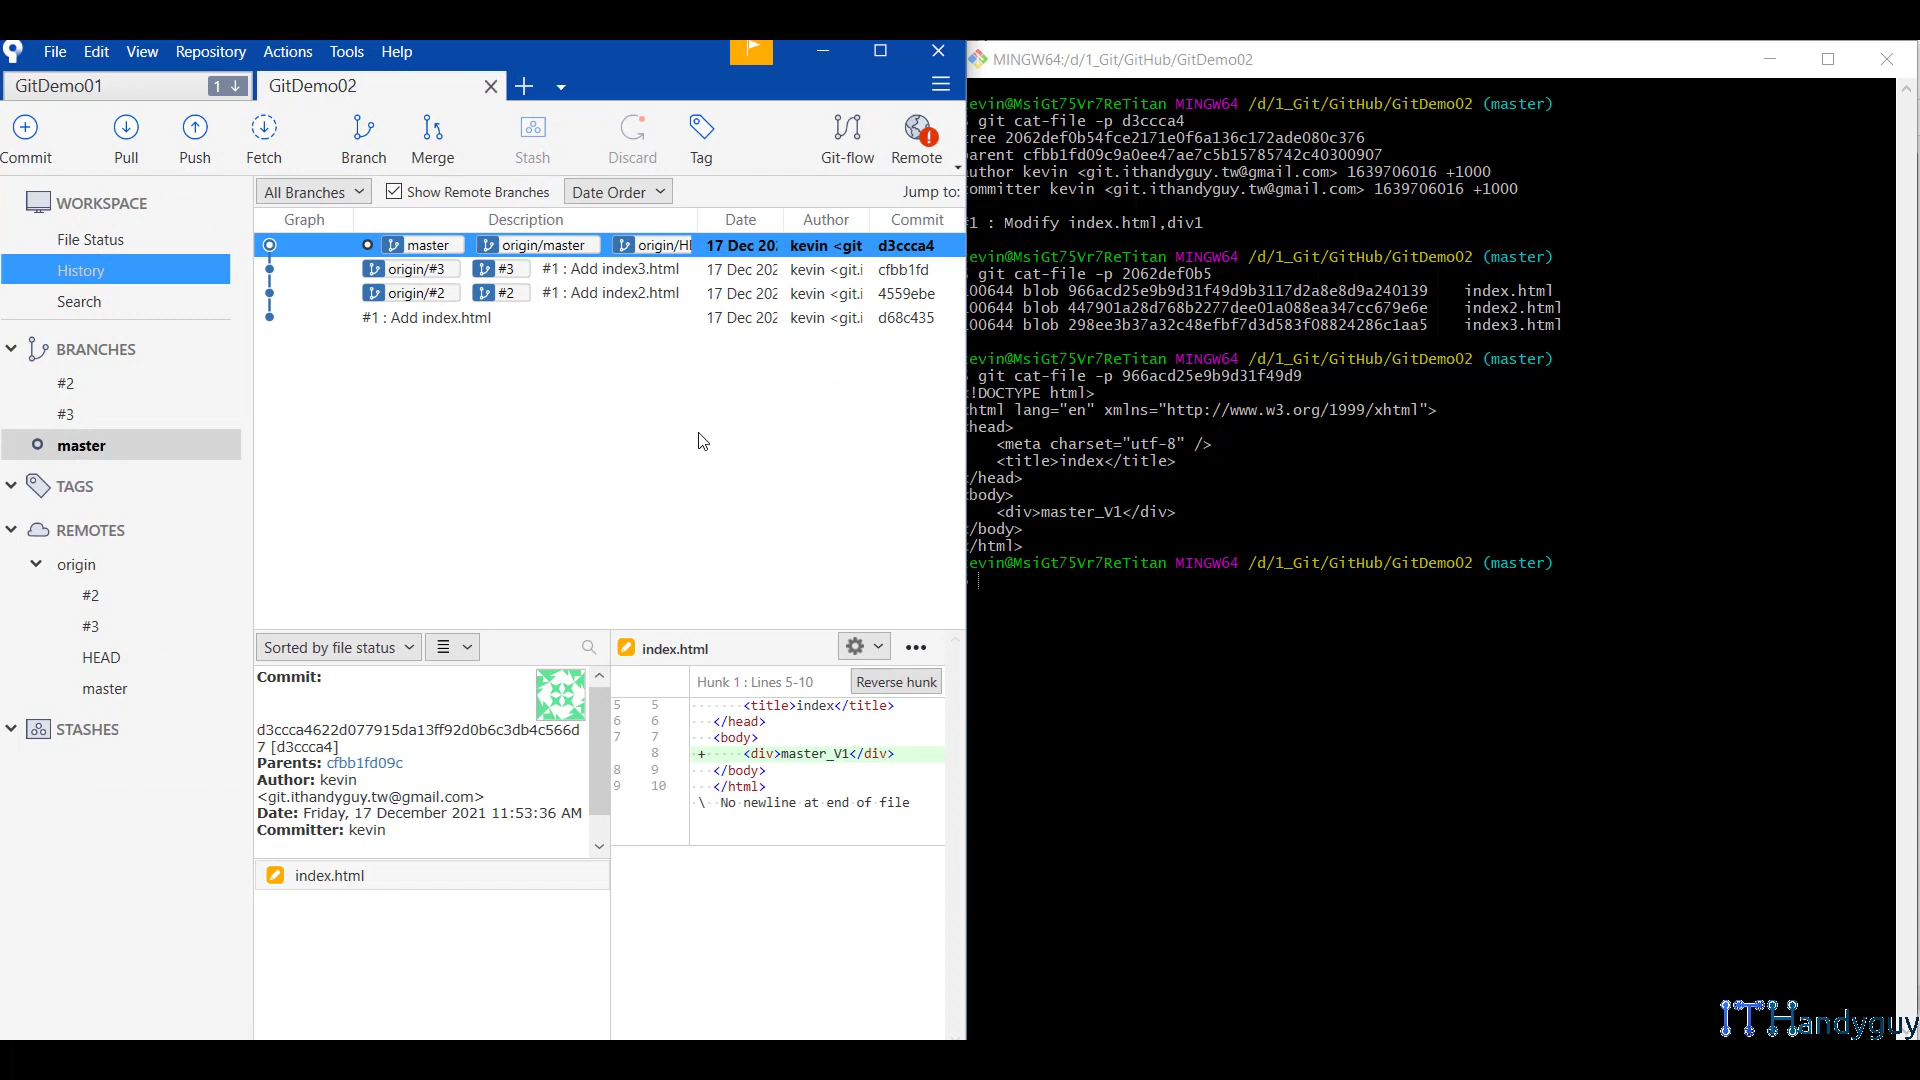 File Edit View Repository Actions Tools Help
GitDemo01 1
GitDemo02
Commit Pull Push Fetch Branch Merge Stash Discard Tag Git-flow Remote
WORKSPACE
File Status
History
Search
BRANCHES
#2
#3
master
TAGS
REMOTES
origin
#2
#3
HEAD
master
STASHES
All Branches Show Remote Branches Date Order Jump to:
Graph Description Date Author Commit
master origin/master origin/HI 17 Dec 202 kevin <git d3ccca4
origin/#3 #3 #1 : Add index3.html 17 Dec 202 kevin <git.i cfbb1fd
origin/#2 #2 #1 : Add index2.html 17 Dec 202 kevin <git.i 4559ebe
#1 : Add index.html 17 Dec 202 kevin <git.i d68c435
Sorted by file status
Commit:
d3ccca4622d077915da13ff92d0b6c3db4c566d
7 [d3ccca4]
Parents: cfbb1fd09c
Author: kevin
<git.ithandyguy.tw@gmail.com>
Date: Friday, 17 December 2021 11:53:36 AM
Committer: kevin
index.html
index.html
Hunk 1 : Lines 5-10 Reverse hunk
5 5 <title>index</title>
6 6 </head>
7 7 <body>
8 + <div>master_V1</div>
8 9 </body>
9 10 </html>
\ No newline at end of file
MINGW64:/d/1_Git/GitHub/GitDemo02
evin@MsiGt75Vr7ReTitan MINGW64 /d/1_Git/GitHub/GitDemo02 (master)
git cat-file -p d3ccca4
tree 2062def0b54fce2171e0f6a136c172ade080c376
parent cfbb1fd09c9a0ee47ae7c5b15785742c40300907
author kevin <git.ithandyguy.tw@gmail.com> 1639706016 +1000
committer kevin <git.ithandyguy.tw@gmail.com> 1639706016 +1000
#1 : Modify index.html,div1
evin@MsiGt75Vr7ReTitan MINGW64 /d/1_Git/GitHub/GitDemo02 (master)
git cat-file -p 2062def0b5
100644 blob 966acd25e9b9d31f49d9b3117d2a8e8d9a240139 index.html
100644 blob 447901a28d768b2277dee01a088ea347cc679e6e index2.html
100644 blob 298ee3b37a32c48efbf7d3d583f08824286c1aa5 index3.html
evin@MsiGt75Vr7ReTitan MINGW64 /d/1_Git/GitHub/GitDemo02 (master)
git cat-file -p 966acd25e9b9d31f49d9
<!DOCTYPE html>
<html lang="en" xmlns="http://www.w3.org/1999/xhtml">
<head>
<meta charset="utf-8" />
<title>index</title>
</head>
<body>
<div>master_V1</div>
</body>
</html>
evin@MsiGt75Vr7ReTitan MINGW64 /d/1_Git/GitHub/GitDemo02 (master)
ITHandyguy